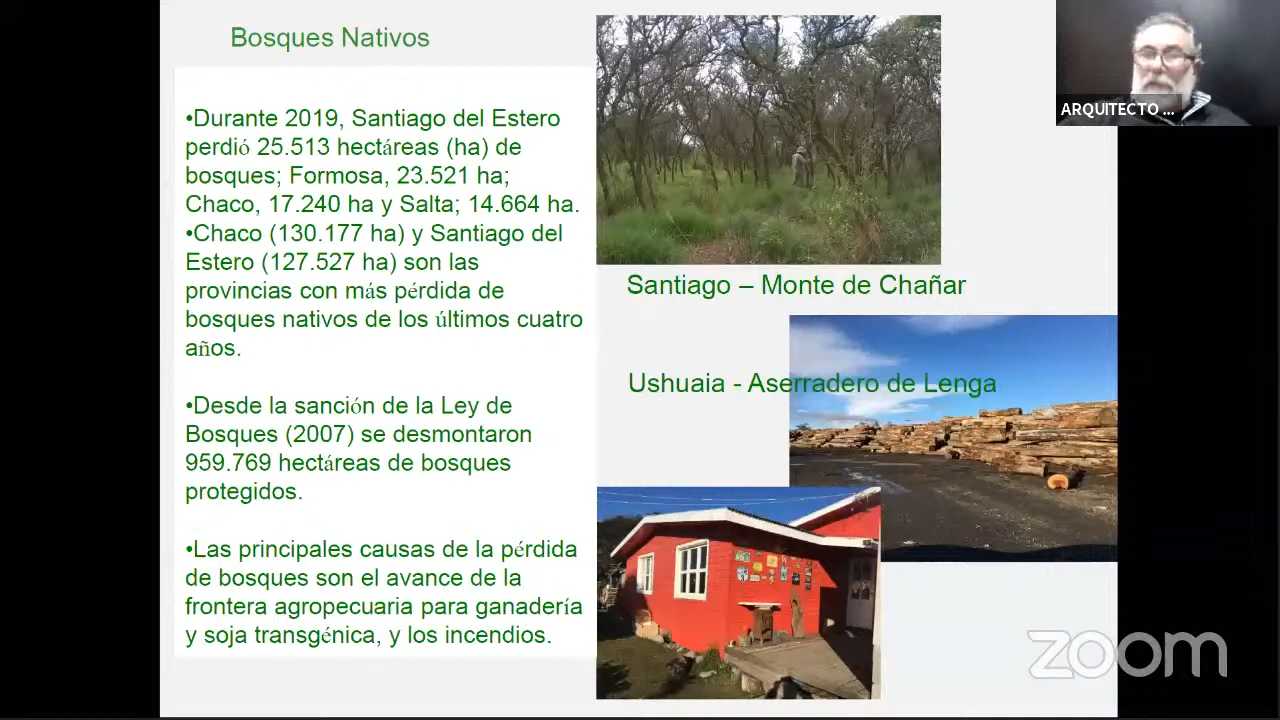 Bosques Nativos
•Durante 2019, Santiago del Estero
perdió 25.513 hectáreas (ha) de
bosques; Formosa, 23.521 ha;
Chaco, 17.240 ha y Salta; 14.664 ha.
•Chaco (130.177 ha) y Santiago del
Estero (127.527 ha) son las
provincias con más pérdida de
bosques nativos de los últimos cuatro
años.
•Desde la sanción de la Ley de
Bosques (2007) se desmontaron
959.769 hectáreas de bosques
protegidos.
•Las principales causas de la pérdida
de bosques son el avance de la
frontera agropecuaria para ganadería
y soja transgénica, y los incendios.
Santiago – Monte de Chañar
Ushuaia - Aserradero de Lenga
ARQUITECTO ...
zoom